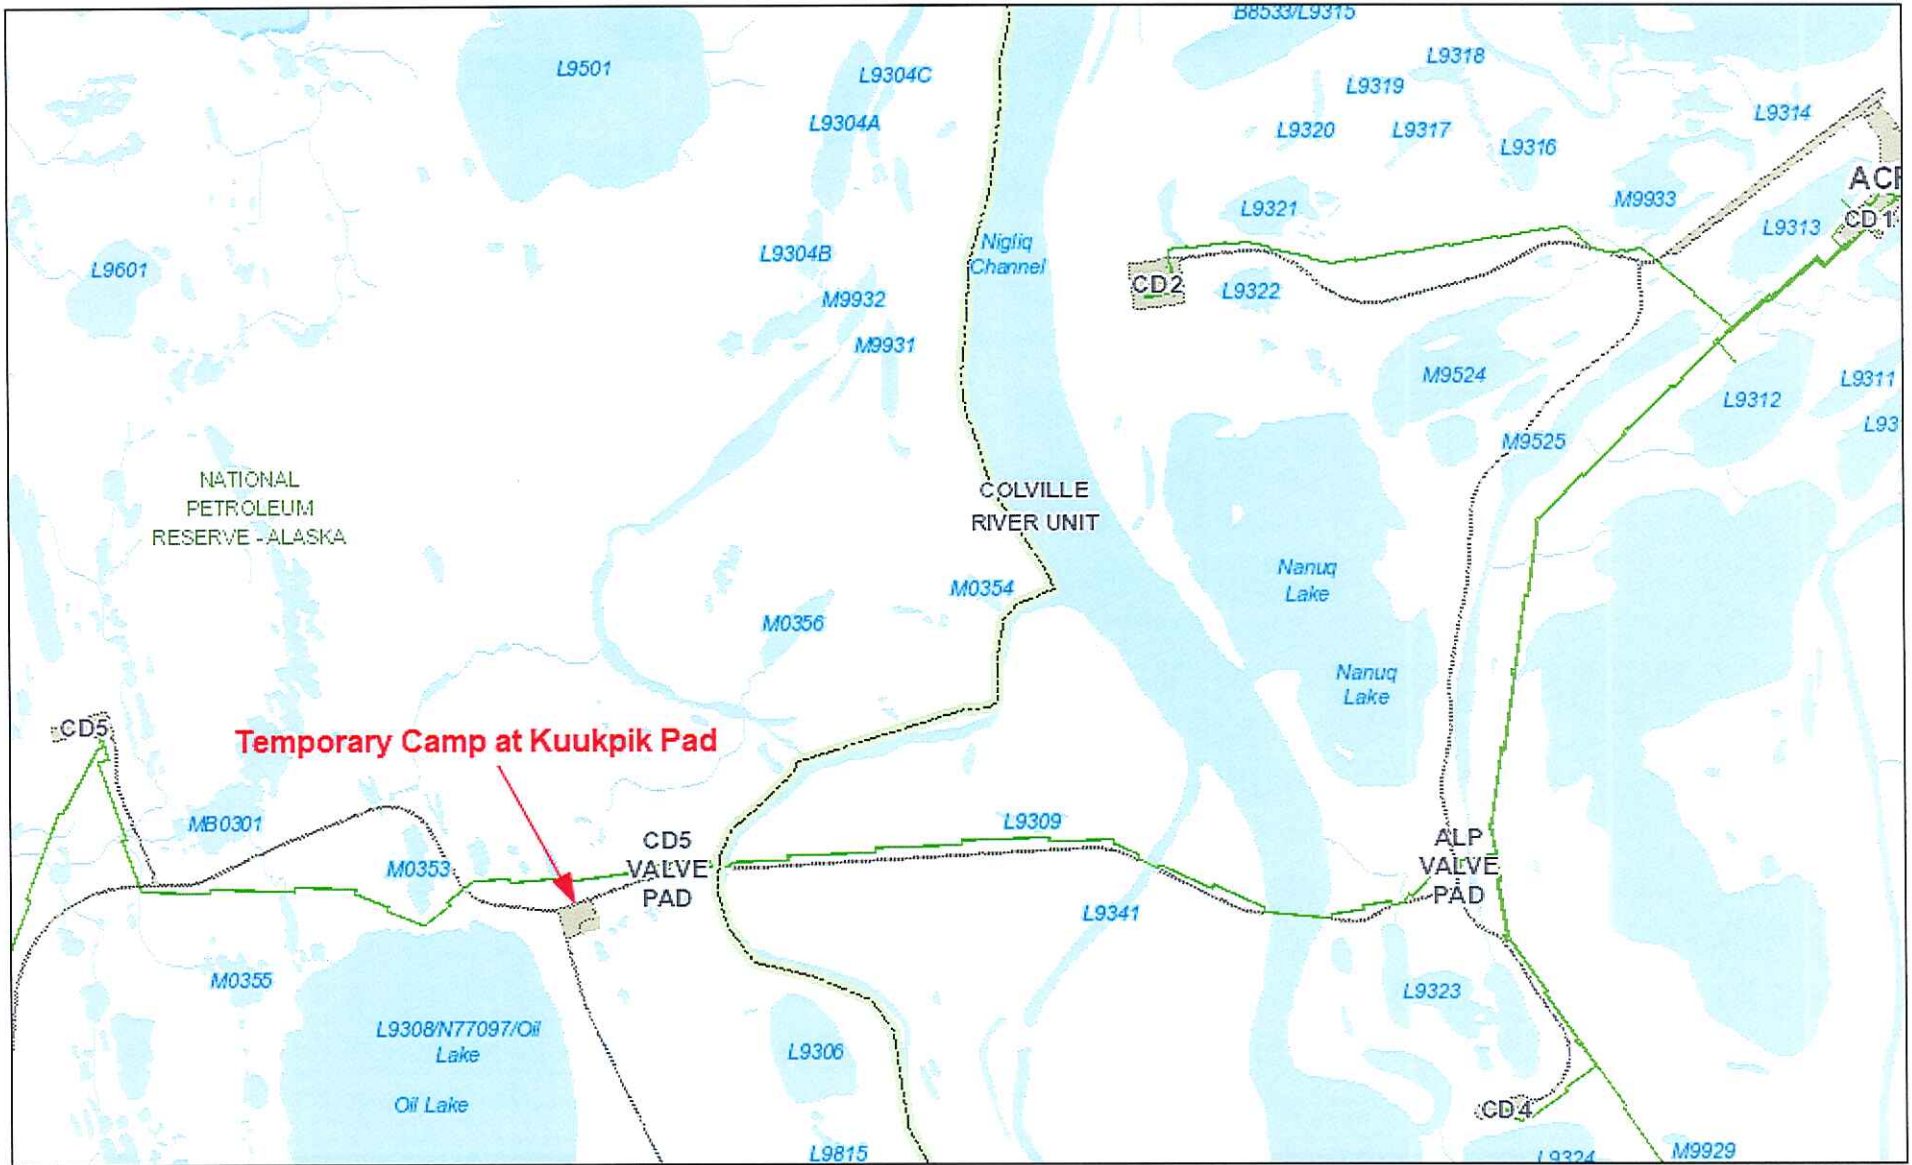 B8533/L9315
L9501
L9304C
L9318
L9319
L9304A
L9320
L9317
L9314
L9316
M9933
L9321
L9313
CD1
L9601
L9304B
Nigliq
Channel
CD2
L9322
M9932
M9931
M9524
L9311
L9312
M9525
NATIONAL
PETROLEUM
RESERVE - ALASKA
COLVILLE
RIVER UNIT
M0354
Nanuq
Lake
M0356
Nanuq
Lake
CD5
Temporary Camp at Kuukpik Pad
MB0301
L9309
M0353
CD5
VALVE
PAD
ALP
VALVE
PAD
L9341
M0355
L9323
L9308/N77097/Oil
Lake
L9306
Oil Lake
CD4
L9815
L9324
M9929